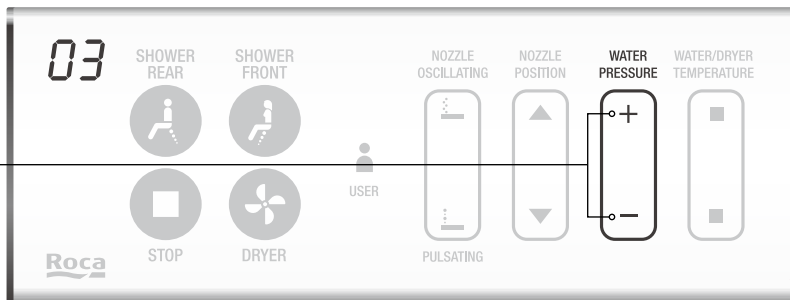 03
SHOWER
REAR
SHOWER
FRONT
STOP
DRYER
USER
NOZZLE
OSCILLATING
PULSATING
NOZZLE
POSITION
WATER
PRESSURE
+
−
WATER/DRYER
TEMPERATURE
Roca